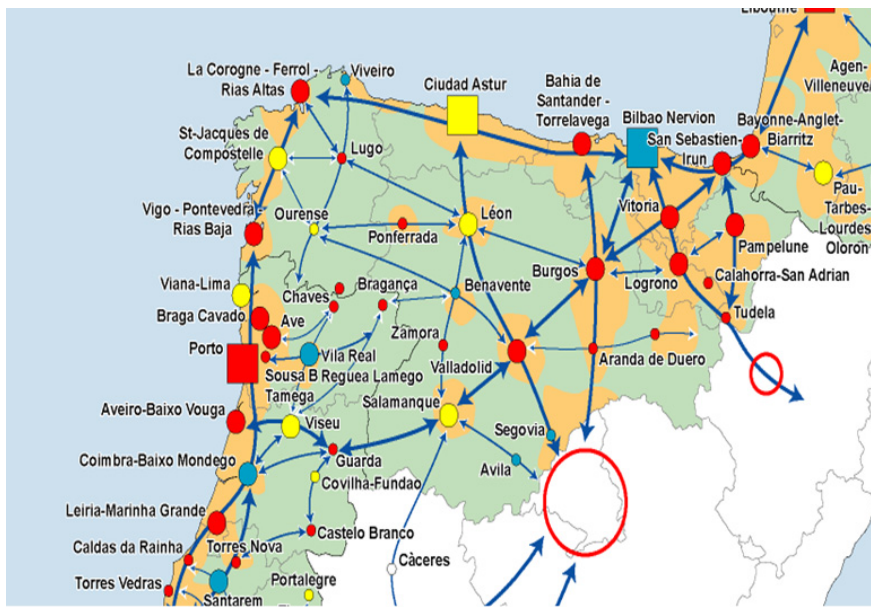 Libourne
La Corogne - Ferrol -
Rias Altas
Viveiro
Ciudad Astur
Bahia de
Santander -
Torrelavega
Bilbao Nervion
San Sebastien-
Irun
Bayonne-Anglet-
Biarritz
Agen-
Villeneuve
St-Jacques de
Compostelle
Lugo
Pau-
Tarbes-
Lourdes-
Oloron
Vigo - Pontevedra -
Rias Baja
Ourense
Ponferrada
Léon
Vitoria
Pampelune
Burgos
Logrono
Calahorra-San Adrian
Viana-Lima
Chaves
Bragança
Benavente
Tudela
Braga Cavado
Ave
Porto
Vila Real
Zamora
Valladolid
Aranda de Duero
Sousa B
Tamega
Reguea Lamego
Aveiro-Baixo Vouga
Viseu
Salamanque
Segovia
Coimbra-Baixo Mondego
Guarda
Avila
Covilha-Fundao
Leiria-Marinha Grande
Castelo Branco
Caldas da Rainha
Torres Nova
Càceres
Torres Vedras
Santarem
Portalegre